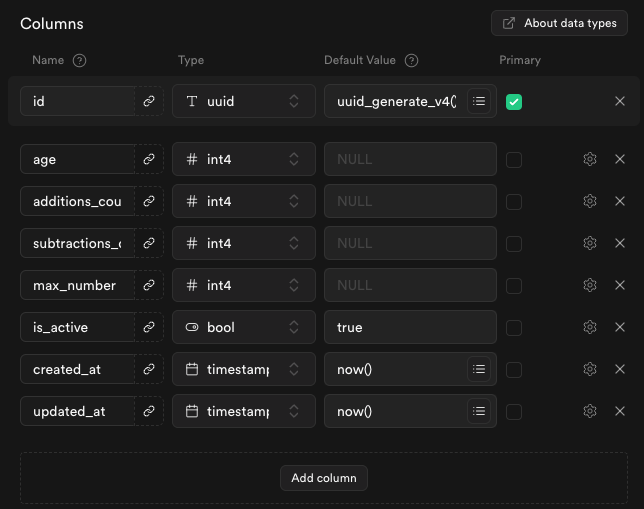 Columns
About data types
Name Type Default Value Primary
id uuid uuid_generate_v4()
age int4 NULL
additions_cou int4 NULL
subtractions_c int4 NULL
max_number int4 NULL
is_active bool true
created_at timestamp now()
updated_at timestamp now()
Add column